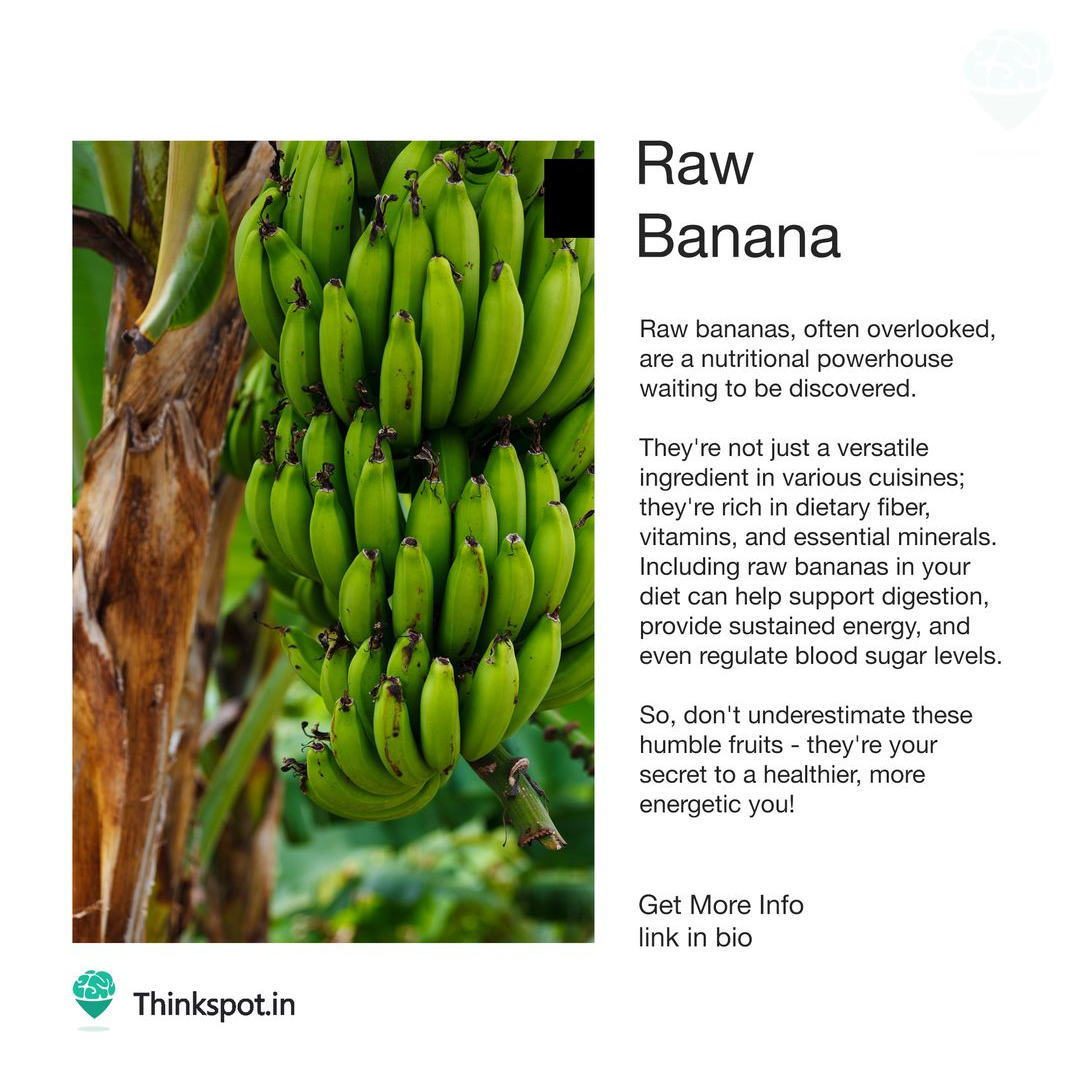 Raw
Banana
Raw bananas, often overlooked,
are a nutritional powerhouse
waiting to be discovered.
They're not just a versatile
ingredient in various cuisines;
they're rich in dietary fiber,
vitamins, and essential minerals.
Including raw bananas in your
diet can help support digestion,
provide sustained energy, and
even regulate blood sugar levels.
So, don't underestimate these
humble fruits - they're your
secret to a healthier, more
energetic you!
Get More Info
link in bio
Thinkspot.in